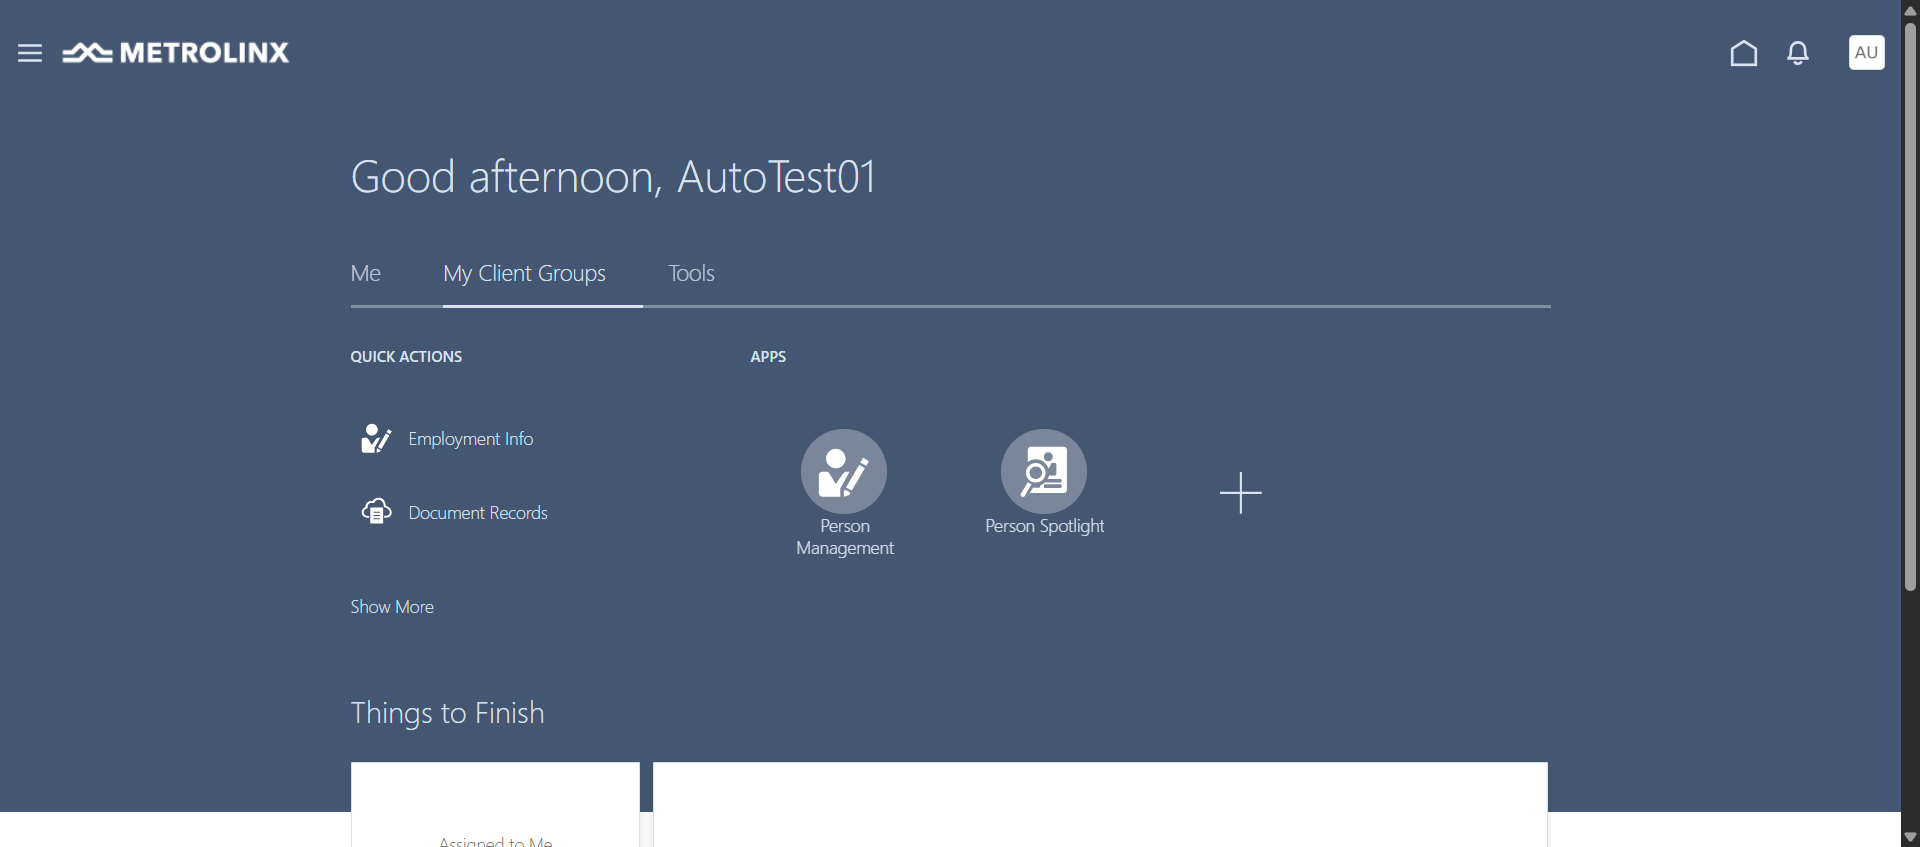 METROLINX
AU
Good afternoon, AutoTest01
Me
My Client Groups
Tools
QUICK ACTIONS
APPS
Employment Info
Document Records
Show More
Person
Management
Person Spotlight
Things to Finish
Assigned to Me